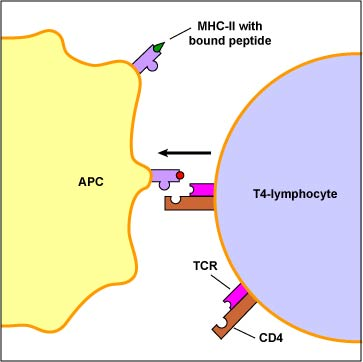 MHC-II with
bound peptide
APC
T4-lymphocyte
TCR
CD4